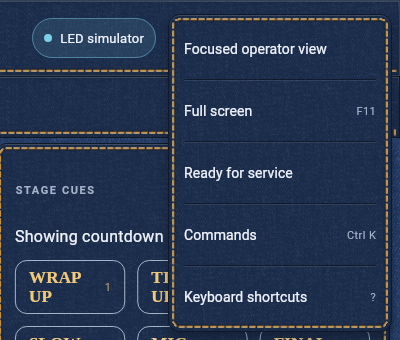 LED simulator
Focused operator view
Full screen F11
Ready for service
Commands Ctrl K
Keyboard shortcuts ?
STAGE CUES
Showing countdown
WRAP UP 1